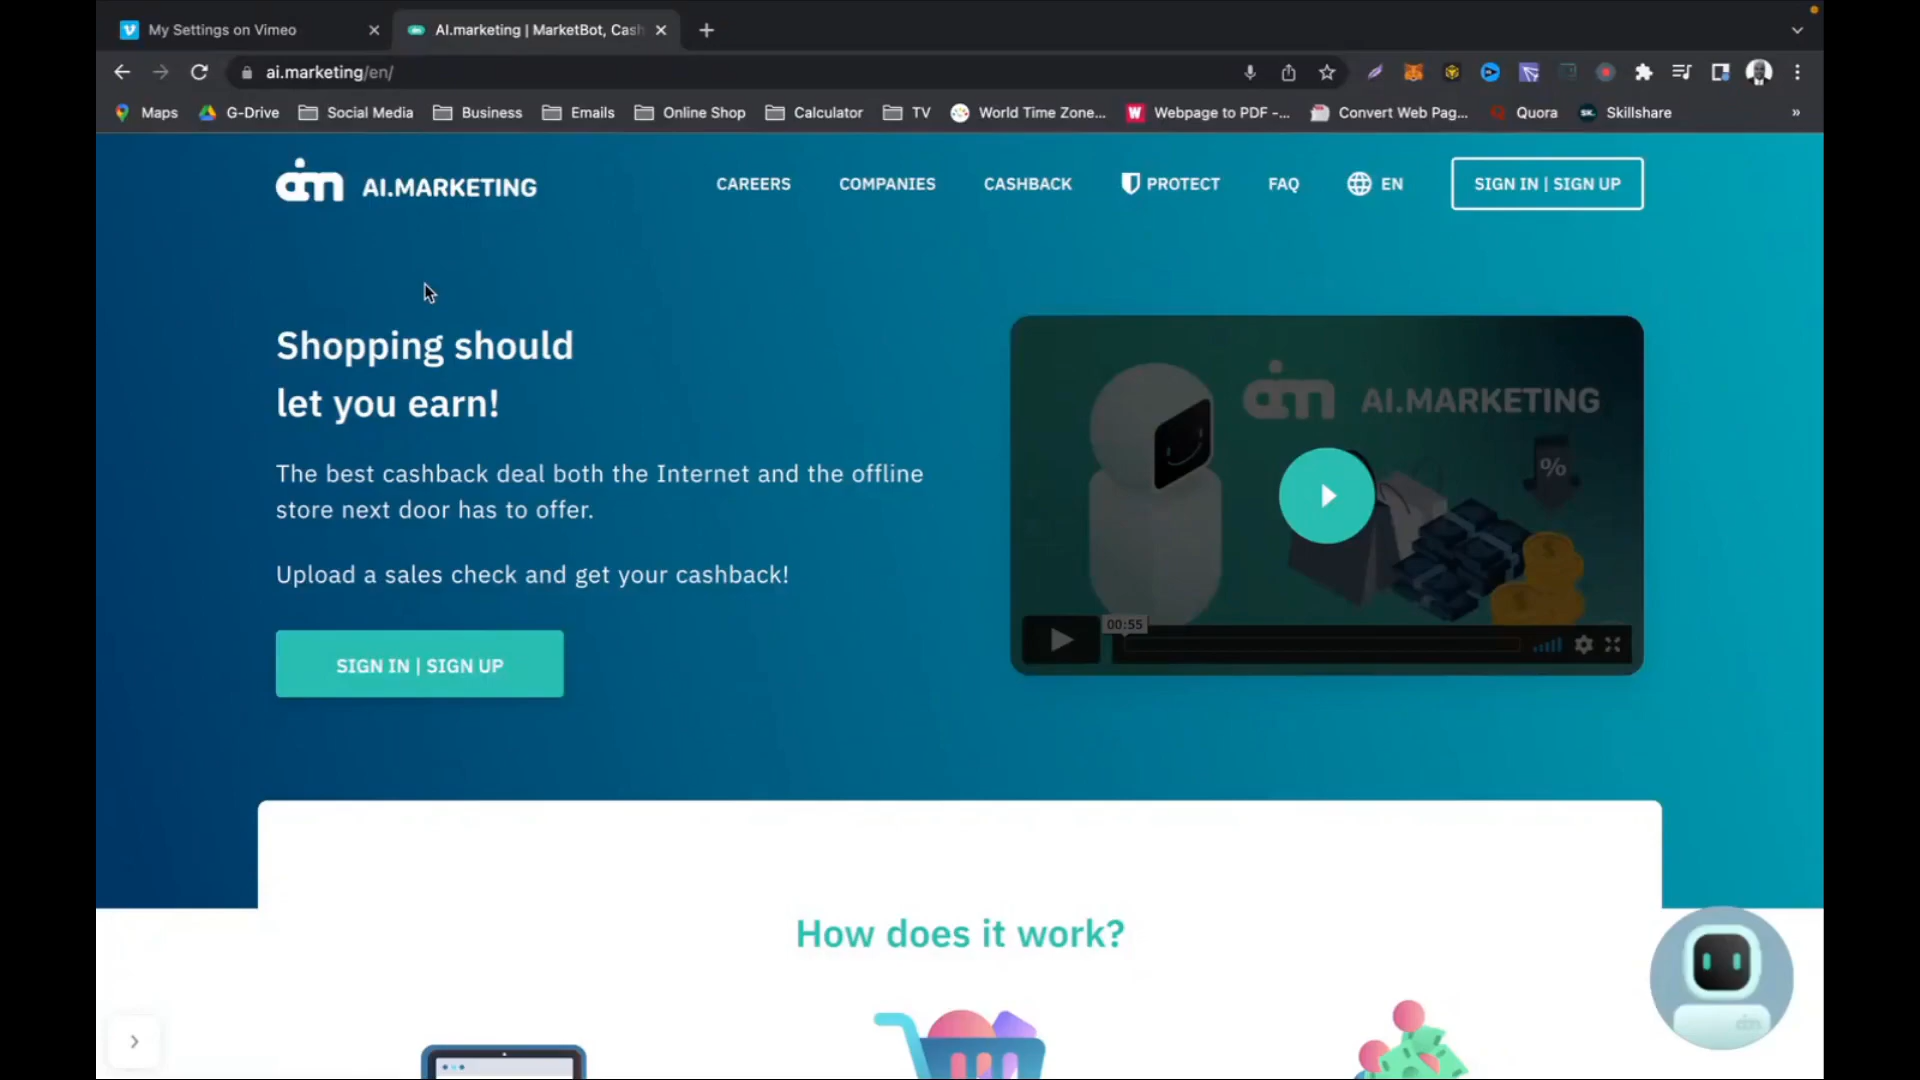 My Settings on Vimeo
AI.marketing | MarketBot, Cash
ai.marketing/en/
Maps
G-Drive
Social Media
Business
Emails
Online Shop
Calculator
TV
World Time Zone...
Webpage to PDF -...
Convert Web Pag...
Quora
Skillshare
»
aim AI.MARKETING
CAREERS
COMPANIES
CASHBACK
PROTECT
FAQ
EN
SIGN IN | SIGN UP
Shopping should
let you earn!
The best cashback deal both the Internet and the offline
store next door has to offer.
Upload a sales check and get your cashback!
SIGN IN | SIGN UP
aim AI.MARKETING
%
00:55
How does it work?
aim